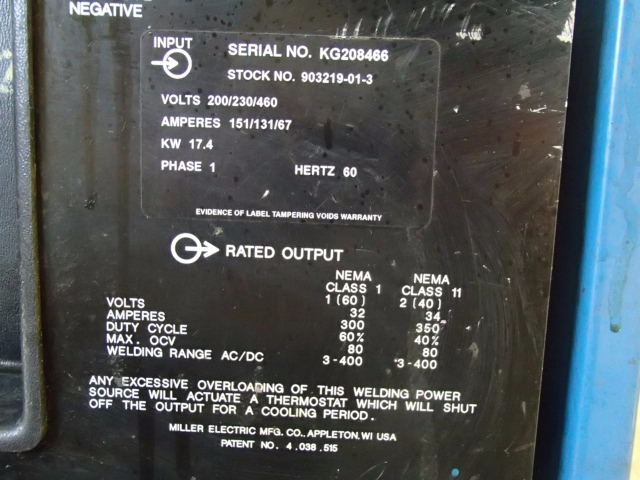 NEGATIVE
INPUT
SERIAL NO. KG208466
STOCK NO. 903219-01-3
VOLTS 200/230/460
AMPERES 151/131/67
KW 17.4
PHASE 1 HERTZ 60
EVIDENCE OF LABEL TAMPERING VOIDS WARRANTY
RATED OUTPUT
NEMA NEMA
CLASS 1 CLASS 11
1 (60) 2 (40)
VOLTS 32 34
AMPERES 300 350
DUTY CYCLE 60% 40%
MAX. OCV 80 80
WELDING RANGE AC/DC 3-400 3-400
ANY EXCESSIVE OVERLOADING OF THIS WELDING POWER
SOURCE WILL ACTUATE A THERMOSTAT WHICH WILL SHUT
OFF THE OUTPUT FOR A COOLING PERIOD.
MILLER ELECTRIC MFG. CO., APPLETON, WI USA
PATENT NO. 4.038.515